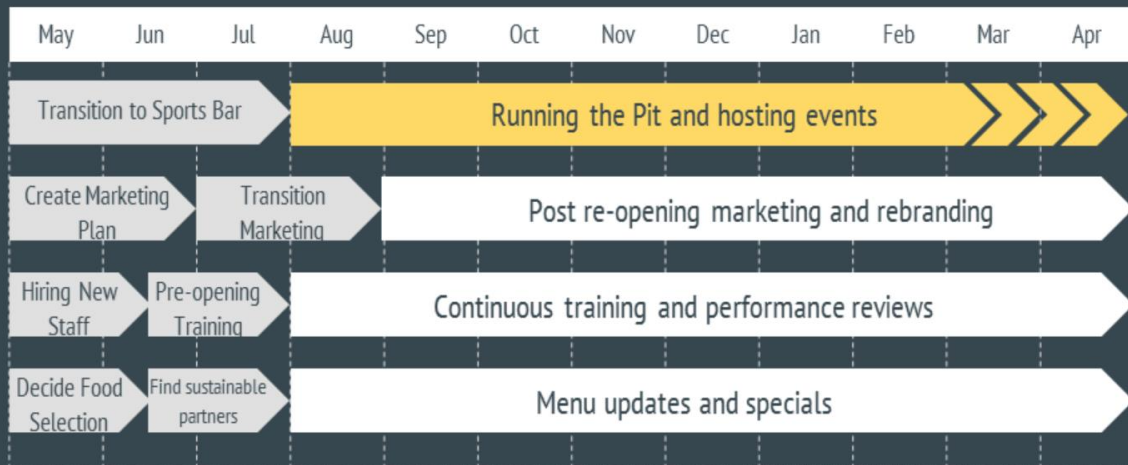 May Jun Jul Aug Sep Oct Nov Dec Jan Feb Mar Apr
Transition to Sports Bar
Running the Pit and hosting events
Create Marketing
Plan
Transition
Marketing
Post re-opening marketing and rebranding
Hiring New
Staff
Pre-opening
Training
Continuous training and performance reviews
Decide Food
Selection
Find sustainable
partners
Menu updates and specials